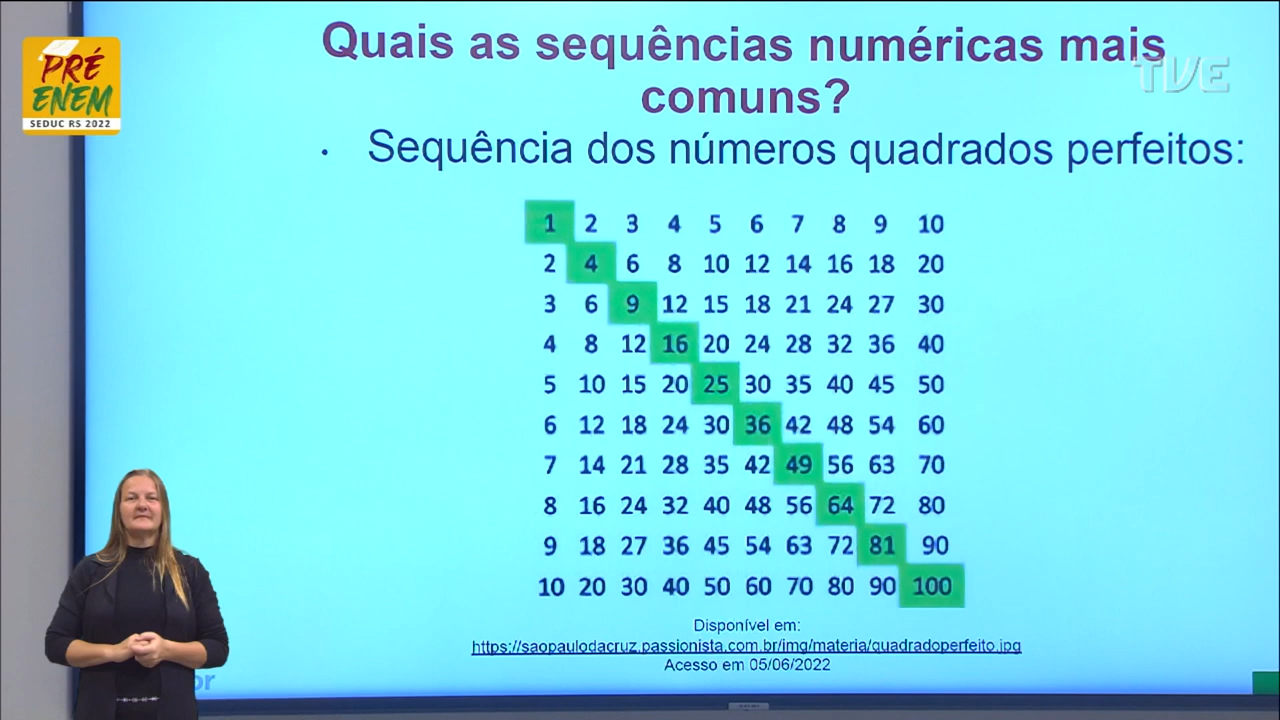 PRÉ
ENEM
SEDUC RS 2022
TVE
Quais as sequências numéricas mais
comuns?
• Sequência dos números quadrados perfeitos:
1 2 3 4 5 6 7 8 9 10
2 4 6 8 10 12 14 16 18 20
3 6 9 12 15 18 21 24 27 30
4 8 12 16 20 24 28 32 36 40
5 10 15 20 25 30 35 40 45 50
6 12 18 24 30 36 42 48 54 60
7 14 21 28 35 42 49 56 63 70
8 16 24 32 40 48 56 64 72 80
9 18 27 36 45 54 63 72 81 90
10 20 30 40 50 60 70 80 90 100
Disponível em:
https://saopaulodacruz.passionista.com.br/img/materia/quadradoperfeito.jpg
Acesso em 05/06/2022